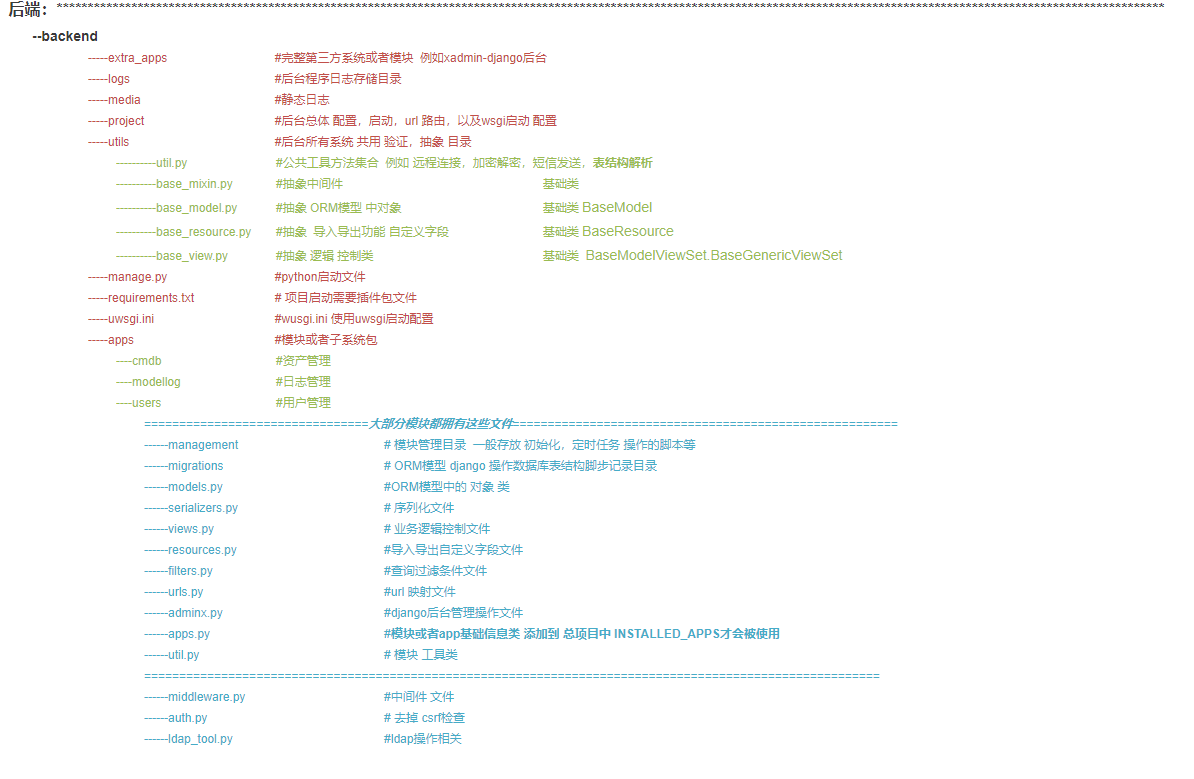 后端：*********************************************************************************************************************************************************************************
--backend
-----extra_apps #完整第三方系统或者模块 例如xadmin-django后台
-----logs #后台程序日志存储目录
-----media #静态日志
-----project #后台总体 配置，启动，url 路由，以及wsgi启动 配置
-----utils #后台所有系统 共用 验证，抽象 目录
----------util.py #公共工具方法集合 例如 远程连接，加密解密，短信发送，表结构解析
----------base_mixin.py #抽象中间件 基础类
----------base_model.py #抽象 ORM模型 中对象 基础类 BaseModel
----------base_resource.py #抽象 导入导出功能 自定义字段 基础类 BaseResource
----------base_view.py #抽象 逻辑 控制类 基础类 BaseModelViewSet.BaseGenericViewSet
-----manage.py #python启动文件
-----requirements.txt # 项目启动需要插件包文件
-----uwsgi.ini #wusgi.ini 使用uwsgi启动配置
-----apps #模块或者子系统包
----cmdb #资产管理
----modellog #日志管理
----users #用户管理
================================大部分模块都拥有这些文件=======================================================
------management # 模块管理目录 一般存放 初始化，定时任务 操作的脚本等
------migrations # ORM模型 django 操作数据库表结构脚步记录目录
------models.py #ORM模型中的 对象 类
------serializers.py # 序列化文件
------views.py # 业务逻辑控制文件
------resources.py #导入导出自定义字段文件
------filters.py #查询过滤条件文件
------urls.py #url 映射文件
------adminx.py #django后台管理操作文件
------apps.py #模块或者app基础信息类 添加到 总项目中 INSTALLED_APPS才会被使用
------util.py # 模块 工具类
=========================================================================================================
------middleware.py #中间件 文件
------auth.py # 去掉 csrf检查
------ldap_tool.py #ldap操作相关